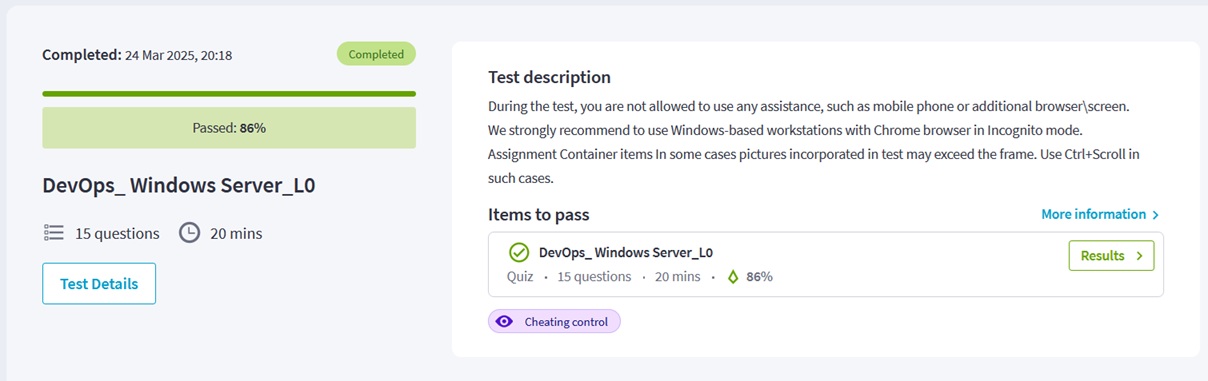 Completed: 24 Mar 2025, 20:18
Completed
Passed: 86%
DevOps_ Windows Server_L0
15 questions
20 mins
Test Details
Test description
During the test, you are not allowed to use any assistance, such as mobile phone or additional browser\screen.
We strongly recommend to use Windows-based workstations with Chrome browser in Incognito mode.
Assignment Container items In some cases pictures incorporated in test may exceed the frame. Use Ctrl+Scroll in
such cases.
Items to pass
More information
DevOps_ Windows Server_L0
Quiz · 15 questions · 20 mins · 86%
Results
Cheating control